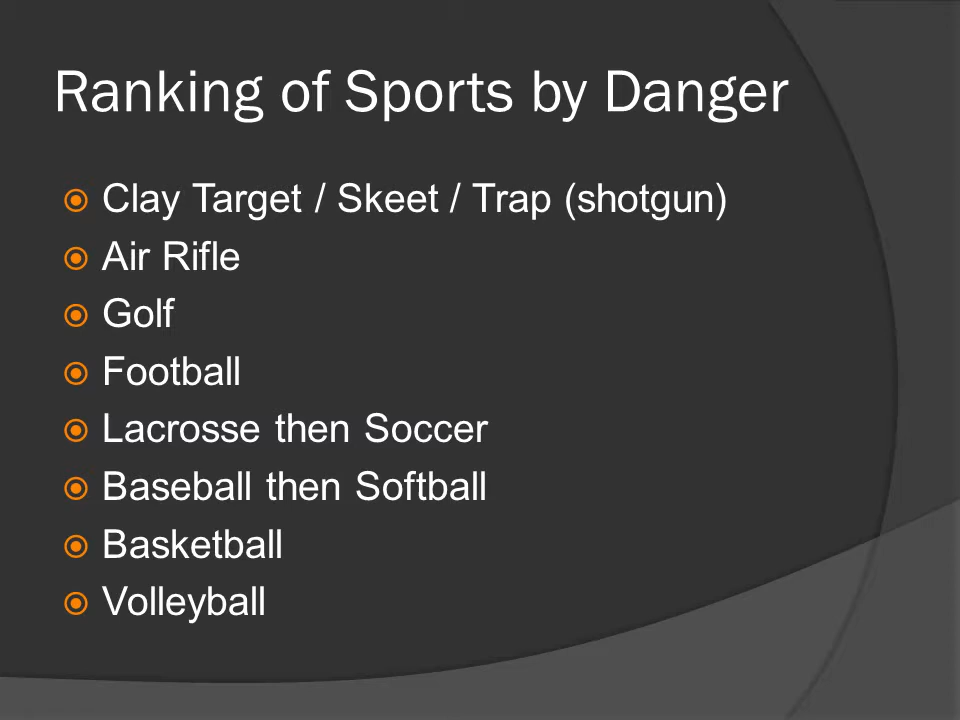 Ranking of Sports by Danger
Clay Target / Skeet / Trap (shotgun)
Air Rifle
Golf
Football
Lacrosse then Soccer
Baseball then Softball
Basketball
Volleyball